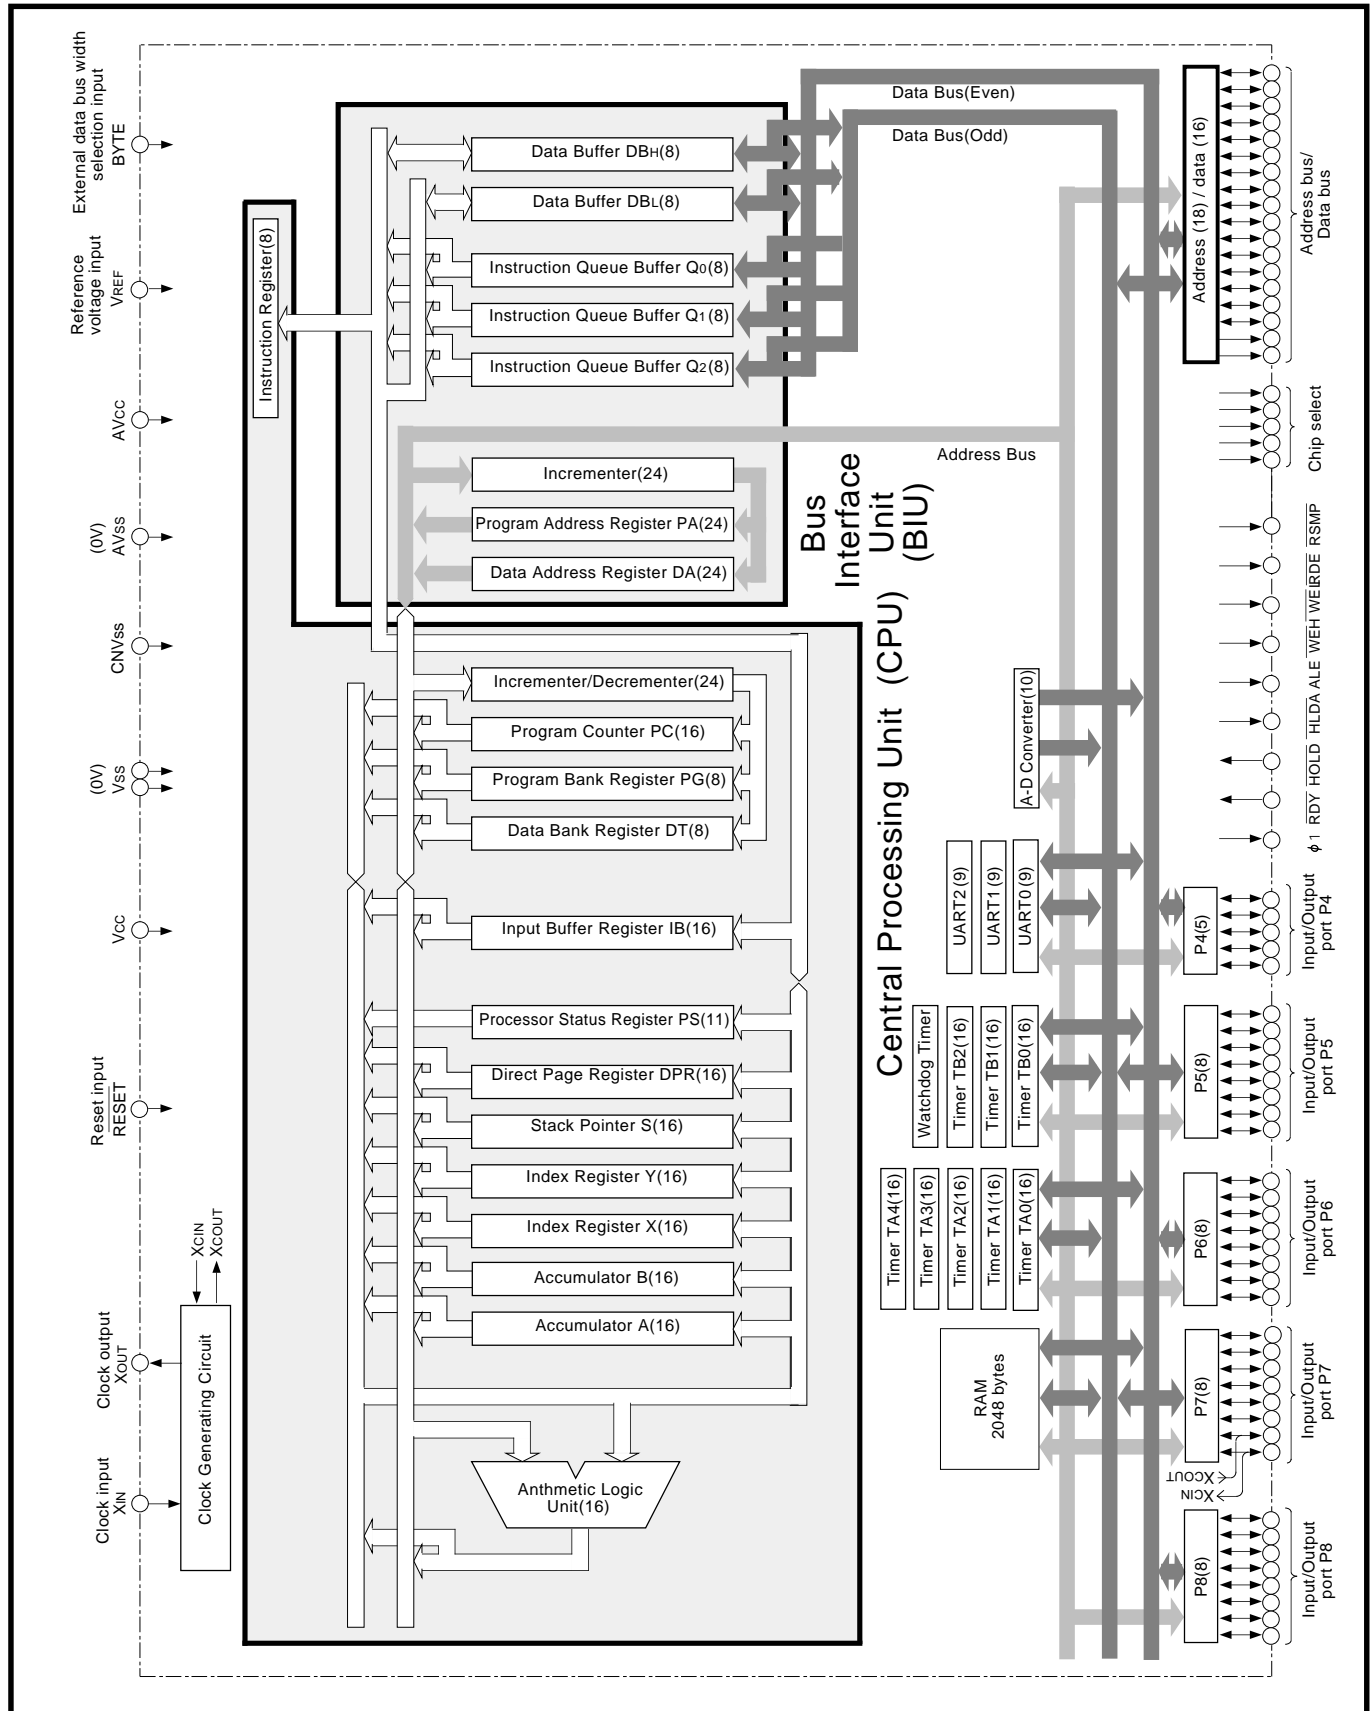 External data bus width
selection input
BYTE
Reference
voltage input
VREF
AVCC
(0V)
AVSS
CNVSS
(0V)
VSS
VCC
Reset input
RESET
Clock output
XOUT
Clock input
XIN
XCIN
XCOUT
Clock Generating Circuit
Instruction Register(8)
Data Buffer DBH(8)
Data Buffer DBL(8)
Instruction Queue Buffer Q0(8)
Instruction Queue Buffer Q1(8)
Instruction Queue Buffer Q2(8)
Incrementer(24)
Program Address Register PA(24)
Data Address Register DA(24)
Bus
Interface
Unit
(BIU)
Incrementer/Decrementer(24)
Program Counter PC(16)
Program Bank Register PG(8)
Data Bank Register DT(8)
Input Buffer Register IB(16)
Processor Status Register PS(11)
Direct Page Register DPR(16)
Stack Pointer S(16)
Index Register Y(16)
Index Register X(16)
Accumulator B(16)
Accumulator A(16)
Anthmetic Logic
Unit(16)
Central Processing Unit (CPU)
Data Bus(Even)
Data Bus(Odd)
Address Bus
A-D Converter(10)
UART2(9)
UART1(9)
UART0(9)
Watchdog Timer
Timer TB2(16)
Timer TB1(16)
Timer TB0(16)
Timer TA4(16)
Timer TA3(16)
Timer TA2(16)
Timer TA1(16)
Timer TA0(16)
RAM
2048 bytes
Address (18) / data (16)
P4(5)
P5(8)
P6(8)
P7(8)
P8(8)
XCOUT
XCIN
Address bus/
Data bus
Chip select
ϕ1 RDY HOLD HLDA ALE WEH WEL RDE RSMP
Input/Output
port P4
Input/Output
port P5
Input/Output
port P6
Input/Output
port P7
Input/Output
port P8